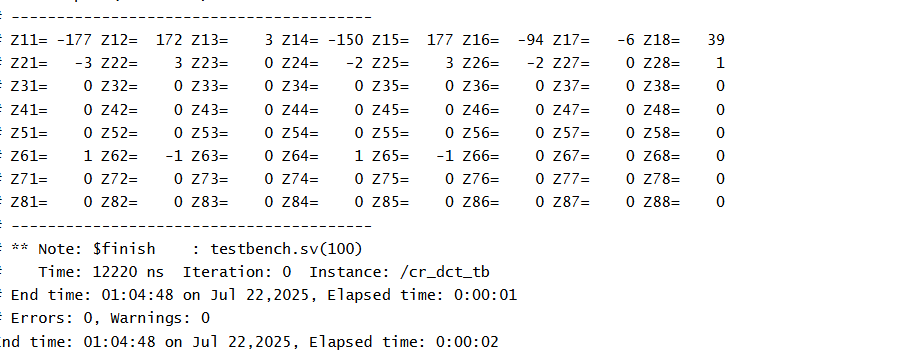 # ----------------------------------------
# Z11= -177 Z12=  172 Z13=    3 Z14= -150 Z15=  177 Z16=  -94 Z17=   -6 Z18=   39
# Z21=   -3 Z22=    3 Z23=    0 Z24=   -2 Z25=    3 Z26=   -2 Z27=    0 Z28=    1
# Z31=    0 Z32=    0 Z33=    0 Z34=    0 Z35=    0 Z36=    0 Z37=    0 Z38=    0
# Z41=    0 Z42=    0 Z43=    0 Z44=    0 Z45=    0 Z46=    0 Z47=    0 Z48=    0
# Z51=    0 Z52=    0 Z53=    0 Z54=    0 Z55=    0 Z56=    0 Z57=    0 Z58=    0
# Z61=    1 Z62=   -1 Z63=    0 Z64=    1 Z65=   -1 Z66=    0 Z67=    0 Z68=    0
# Z71=    0 Z72=    0 Z73=    0 Z74=    0 Z75=    0 Z76=    0 Z77=    0 Z78=    0
# Z81=    0 Z82=    0 Z83=    0 Z84=    0 Z85=    0 Z86=    0 Z87=    0 Z88=    0
# ----------------------------------------
# ** Note: $finish    : testbench.sv(100)
#    Time: 12220 ns  Iteration: 0  Instance: /cr_dct_tb
# End time: 01:04:48 on Jul 22,2025, Elapsed time: 0:00:01
# Errors: 0, Warnings: 0
End time: 01:04:48 on Jul 22,2025, Elapsed time: 0:00:02